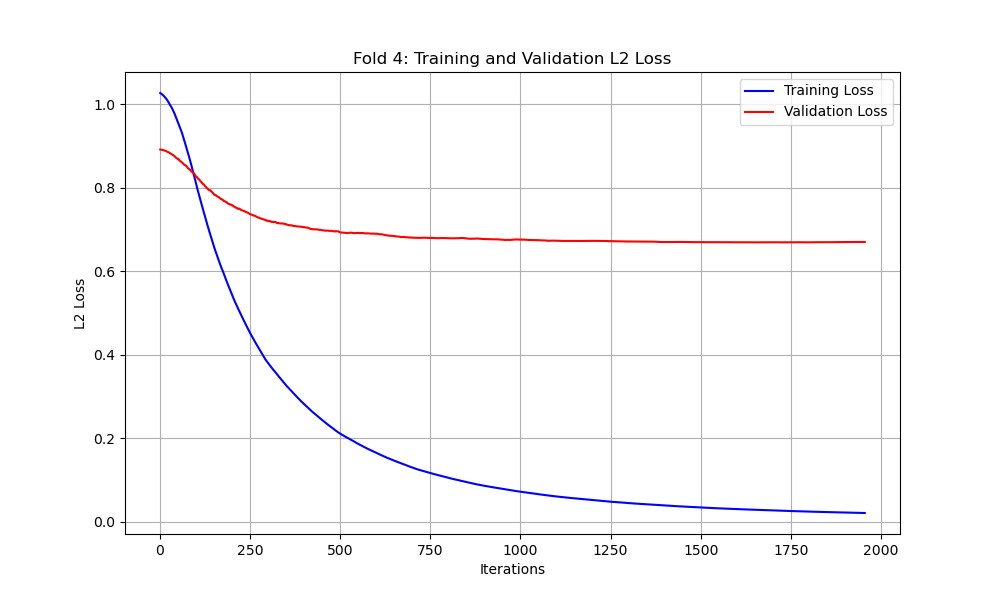 Fold 4: Training and Validation L2 Loss
Training Loss
Validation Loss
L2 Loss
1.0
0.8
0.6
0.4
0.2
0.0
0 250 500 750 1000 1250 1500 1750 2000
Iterations